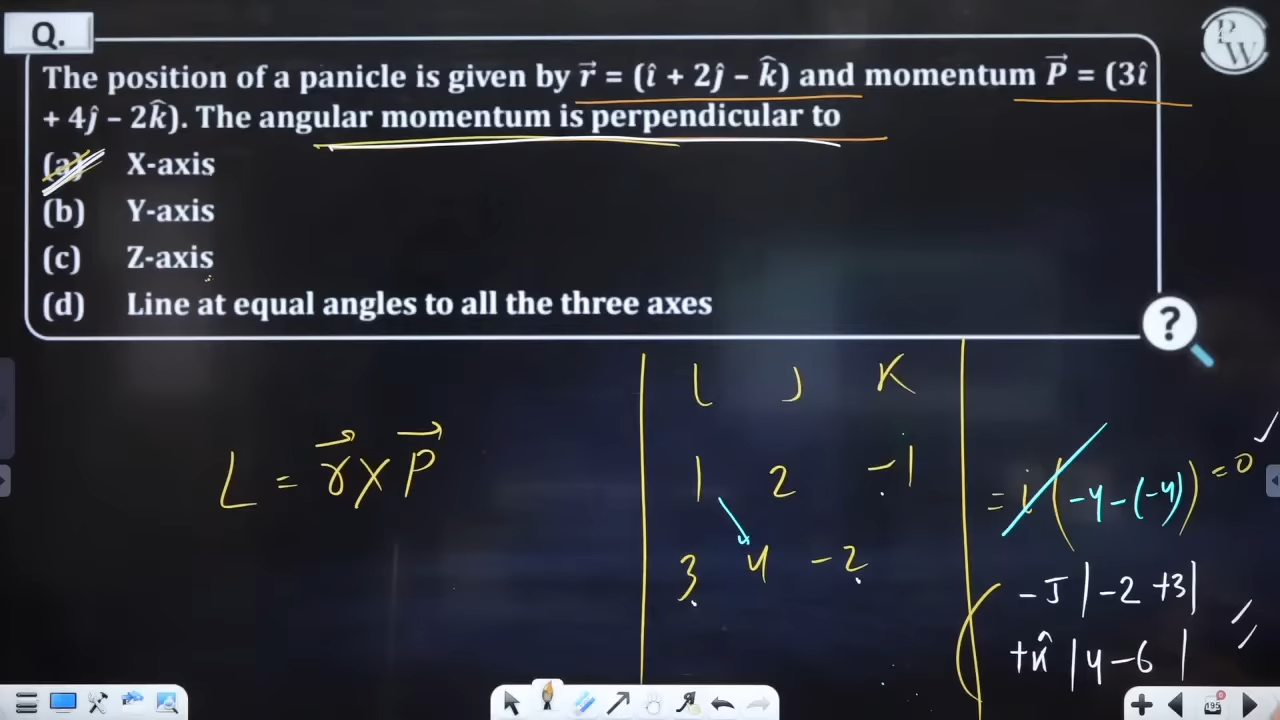 Q.
PW
The position of a panicle is given by r⃗ = (î + 2ĵ – k̂) and momentum P⃗ = (3î
+ 4ĵ – 2k̂). The angular momentum is perpendicular to
(a) X-axis
(b) Y-axis
(c) Z-axis
(d) Line at equal angles to all the three axes
?
L = r⃗ × P⃗
i j k
1 2 -1
3 4 -2
= i (-4-(-4)) = 0
-J |-2 +3|
+k̂ |4-6|
195